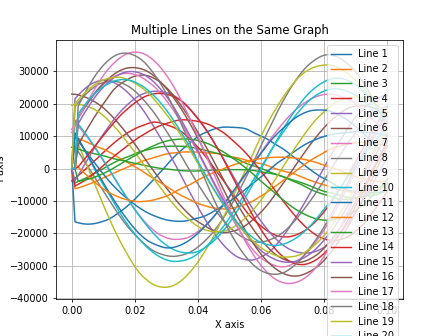 Multiple Lines on the Same Graph
30000
20000
10000
0
-10000
-20000
-30000
-40000
0.00
0.02
0.04
0.06
0.08
X axis
Line 1
Line 2
Line 3
Line 4
Line 5
Line 6
Line 7
Line 8
Line 9
Line 10
Line 11
Line 12
Line 13
Line 14
Line 15
Line 16
Line 17
Line 18
Line 19
Line 20